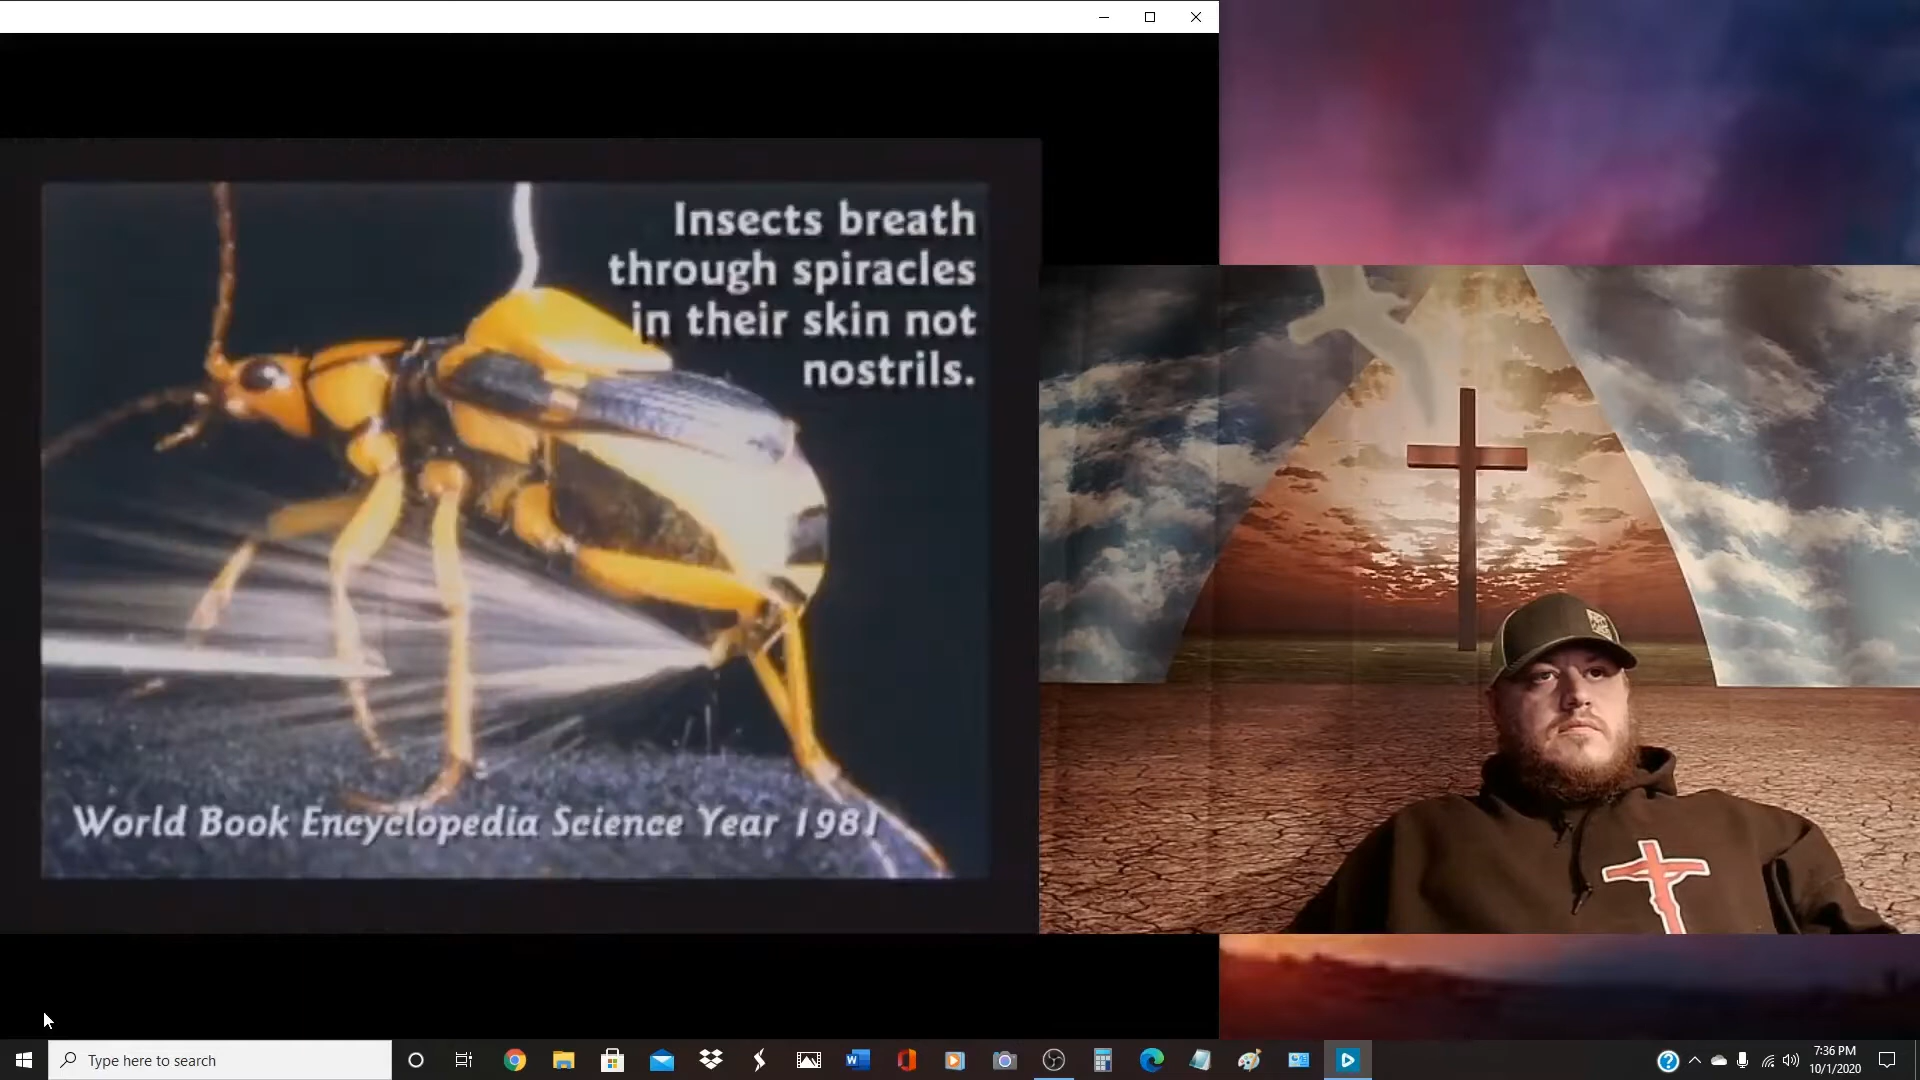 Insects breath
through spiracles
in their skin not
nostrils.
World Book Encyclopedia Science Year 1981
Type here to search
7:36 PM
10/1/2020